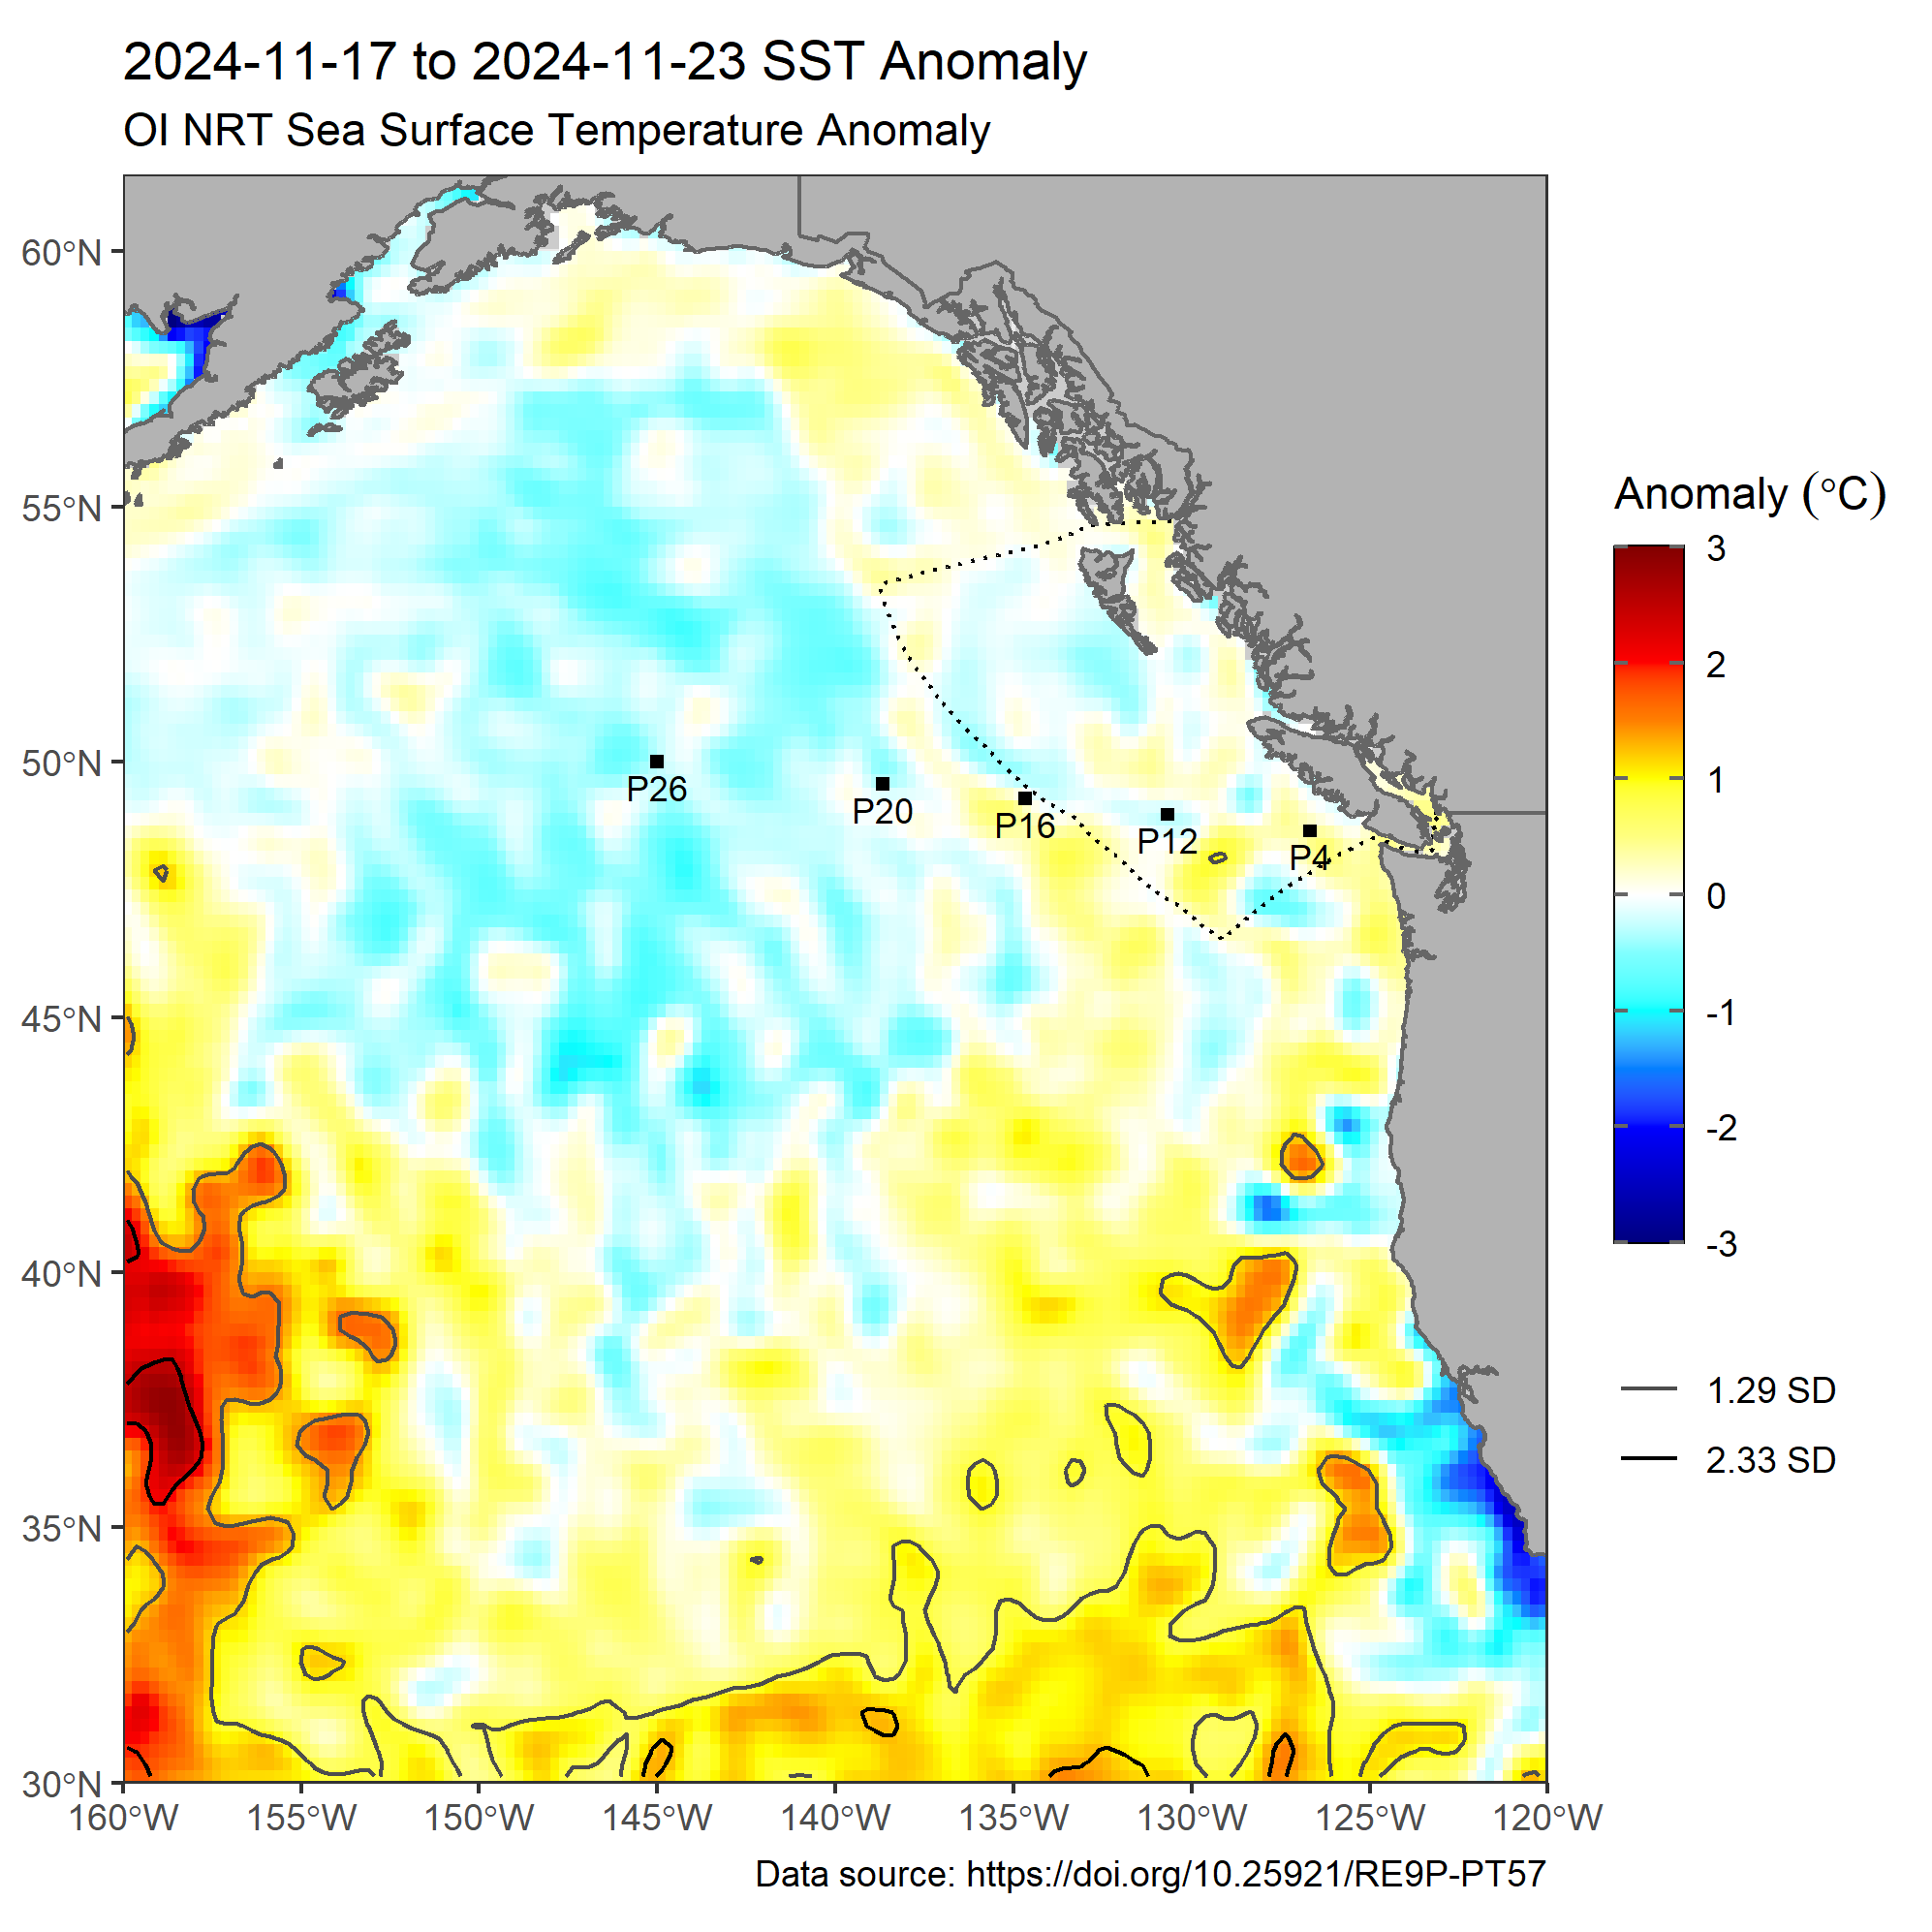 2024-11-17 to 2024-11-23 SST Anomaly
OI NRT Sea Surface Temperature Anomaly
60°N
55°N
50°N
45°N
40°N
35°N
30°N
P26
P20
P16
P12
P4
160°W
155°W
150°W
145°W
140°W
135°W
130°W
125°W
120°W
Anomaly (°C)
3
2
1
0
-1
-2
-3
1.29 SD
2.33 SD
Data source: https://doi.org/10.25921/RE9P-PT57